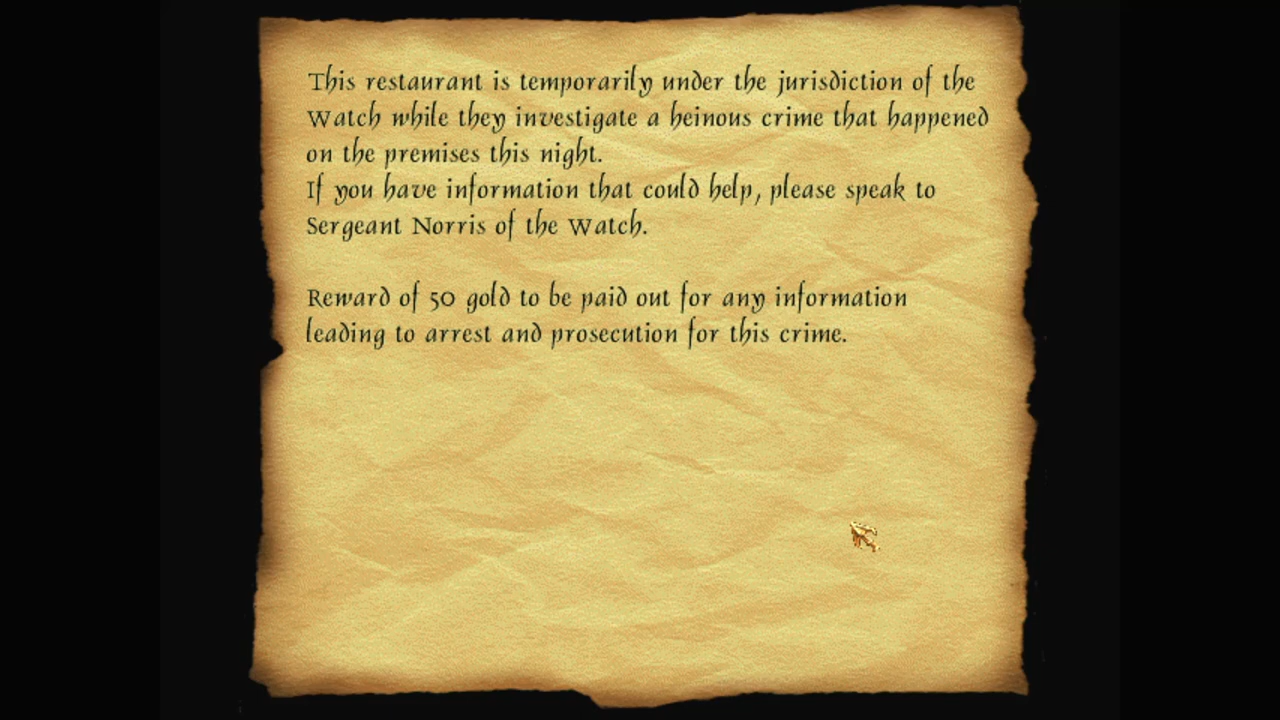 This restaurant is temporarily under the jurisdiction of the
Watch while they investigate a heinous crime that happened
on the premises this night.
If you have information that could help, please speak to
Sergeant Norris of the Watch.
Reward of 50 gold to be paid out for any information
leading to arrest and prosecution for this crime.